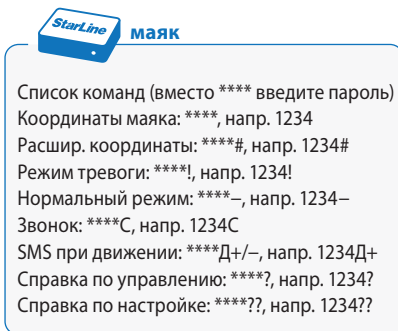 StarLine
маяк
Список команд (вместо **** введите пароль)
Координаты маяка: ****, напр. 1234
Расшир. координаты: ****#, напр. 1234#
Режим тревоги: ****!, напр. 1234!
Нормальный режим: ****–, напр. 1234–
Звонок: ****С, напр. 1234С
SMS при движении: ****Д+/–, напр. 1234Д+
Справка по управлению: ****?, напр. 1234?
Справка по настройке: ****??, напр. 1234??